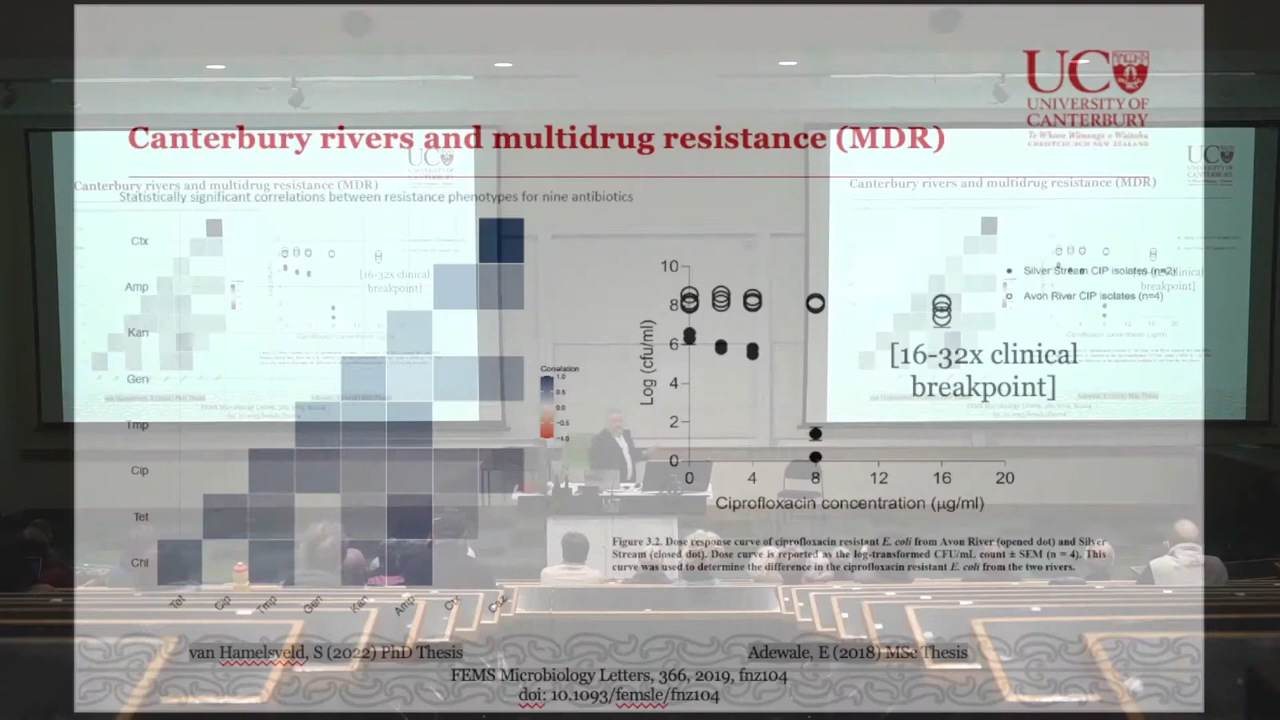 UC
UNIVERSITY OF
CANTERBURY
Te Whare Wānanga o Waitaha
CHRISTCHURCH NEW ZEALAND
Canterbury rivers and multidrug resistance (MDR)
Statistically significant correlations between resistance phenotypes for nine antibiotics
Ctx
Amp
Kan
Gen
Tmp
Cip
Tet
Chl
Tet
Cip
Tmp
Gen
Kan
Amp
Ctx
Correlation
1.0
0.5
0.0
-0.5
-1.0
Log (cfu/ml)
10
8
6
4
2
0
0 4 8 12 16 20
Ciprofloxacin concentration (µg/ml)
Silver Stream CIP isolates (n=2)
Avon River CIP isolates (n=4)
[16-32x clinical
breakpoint]
Figure 3.2. Dose response curve of ciprofloxacin resistant E. coli from Avon River (opened dot) and Silver
Stream (closed dot). Dose curve is reported as the log-transformed CFU/mL count ± SEM (n = 4). This
curve was used to determine the difference in the ciprofloxacin resistant E. coli from the two rivers.
van Hamelsveld, S (2022) PhD Thesis
Adewale, E (2018) MSc Thesis
FEMS Microbiology Letters, 366, 2019, fnz104
doi: 10.1093/femsle/fnz104
Canterbury rivers and multidrug resistance (MDR)
[16-32x clinical
breakpoint]
Canterbury rivers and multidrug resistance (MDR)